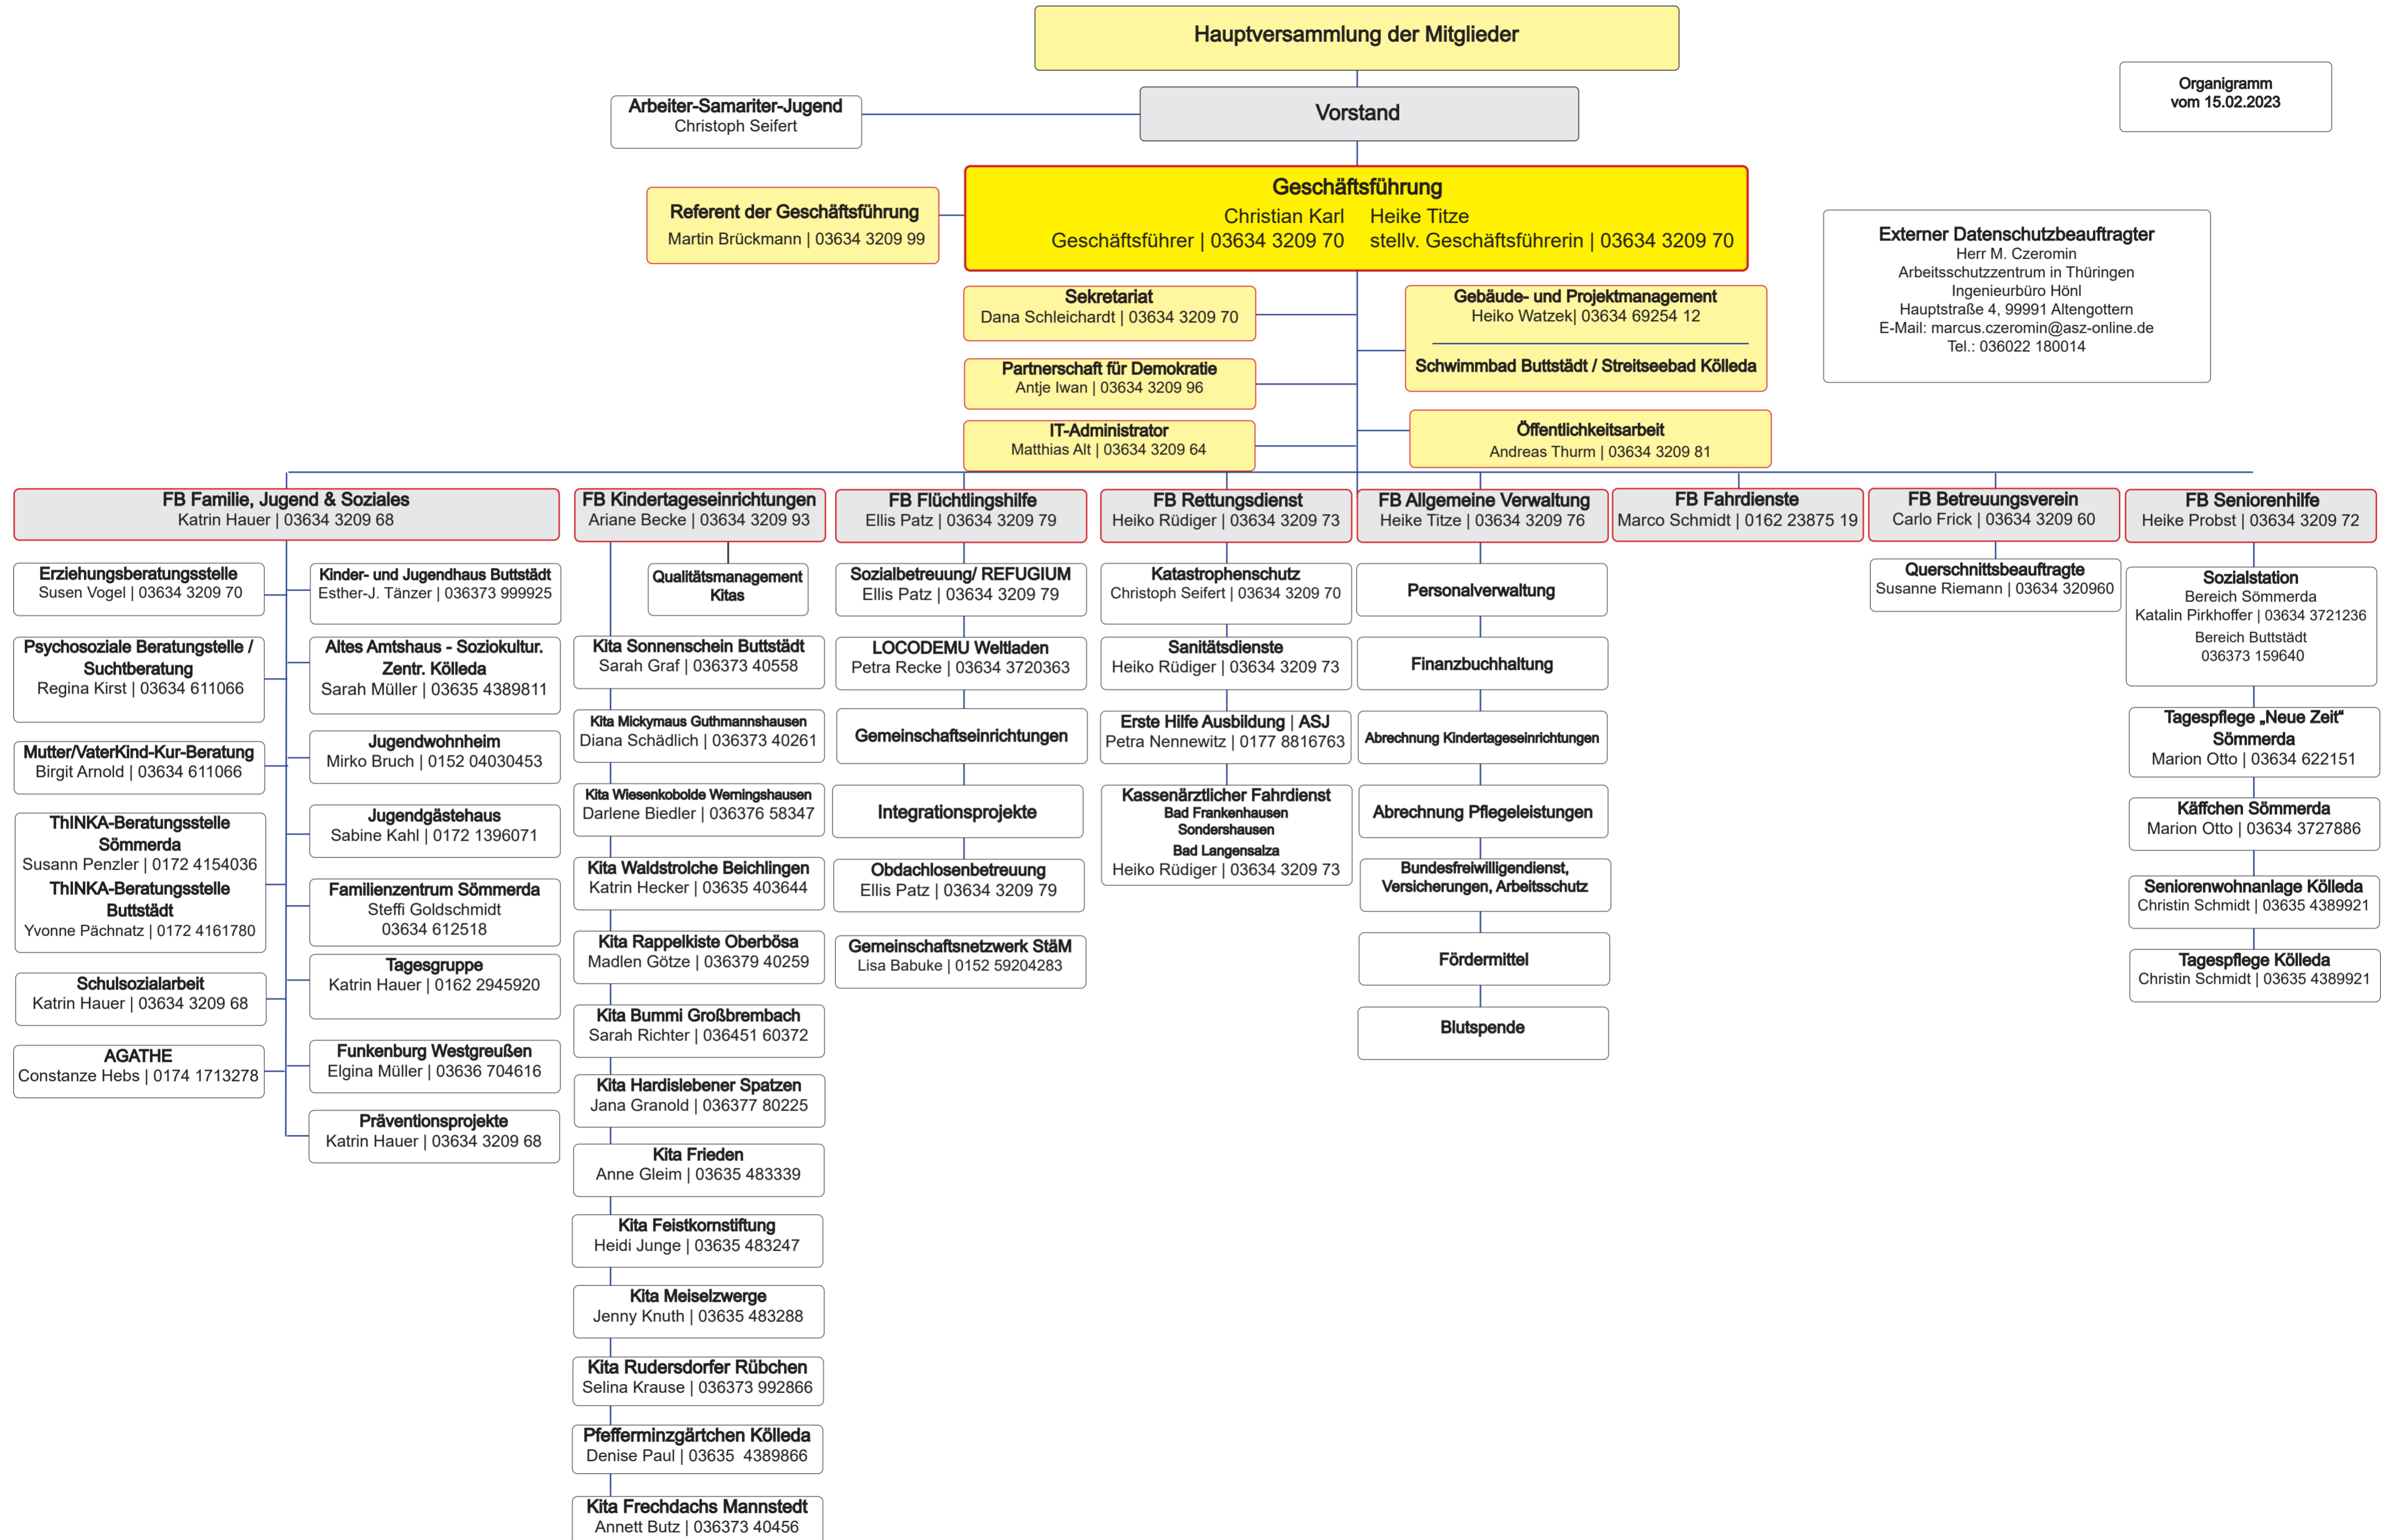 Hauptversammlung der Mitglieder
Organigramm
vom 15.02.2023
Arbeiter-Samariter-Jugend
Christoph Seifert
Vorstand
Referent der Geschäftsführung
Martin Brückmann | 03634 3209 99
Geschäftsführung
Christian Karl Heike Titze
Geschäftsführer | 03634 3209 70 stellv. Geschäftsführerin | 03634 3209 70
Externer Datenschutzbeauftragter
Herr M. Czeromin
Arbeitsschutzzentrum in Thüringen
Ingenieurbüro Hönl
Hauptstraße 4, 99991 Altengottern
E-Mail: marcus.czeromin@asz-online.de
Tel.: 036022 180014
Sekretariat
Dana Schleichardt | 03634 3209 70
Gebäude- und Projektmanagement
Heiko Watzek| 03634 69254 12
Schwimmbad Buttstädt / Streitseebad Kölleda
Partnerschaft für Demokratie
Antje Iwan | 03634 3209 96
IT-Administrator
Matthias Alt | 03634 3209 64
Öffentlichkeitsarbeit
Andreas Thurm | 03634 3209 81
FB Familie, Jugend & Soziales
Katrin Hauer | 03634 3209 68
Erziehungsberatungsstelle
Susen Vogel | 03634 3209 70
Psychosoziale Beratungstelle /
Suchtberatung
Regina Kirst | 03634 611066
Mutter/VaterKind-Kur-Beratung
Birgit Arnold | 03634 611066
ThINKA-Beratungsstelle
Sömmerda
Susann Penzler | 0172 4154036
ThINKA-Beratungsstelle
Buttstädt
Yvonne Pächnatz | 0172 4161780
Schulsozialarbeit
Katrin Hauer | 03634 3209 68
AGATHE
Constanze Hebs | 0174 1713278
Kinder- und Jugendhaus Buttstädt
Esther-J. Tänzer | 036373 999925
Altes Amtshaus - Soziokultur.
Zentr. Kölleda
Sarah Müller | 03635 4389811
Jugendwohnheim
Mirko Bruch | 0152 04030453
Jugendgästehaus
Sabine Kahl | 0172 1396071
Familienzentrum Sömmerda
Steffi Goldschmidt
03634 612518
Tagesgruppe
Katrin Hauer | 0162 2945920
Funkenburg Westgreußen
Elgina Müller | 03636 704616
Präventionsprojekte
Katrin Hauer | 03634 3209 68
FB Kindertageseinrichtungen
Ariane Becke | 03634 3209 93
Qualitätsmanagement
Kitas
Kita Sonnenschein Buttstädt
Sarah Graf | 036373 40558
Kita Mickymaus Guthmannshausen
Diana Schädlich | 036373 40261
Kita Wiesenkobolde Werningshausen
Darlene Biedler | 036376 58347
Kita Waldstrolche Beichlingen
Katrin Hecker | 03635 403644
Kita Rappelkiste Oberbösa
Madlen Götze | 036379 40259
Kita Bummi Großbrembach
Sarah Richter | 036451 60372
Kita Hardislebener Spatzen
Jana Granold | 036377 80225
Kita Frieden
Anne Gleim | 03635 483339
Kita Feistkornstiftung
Heidi Junge | 03635 483247
Kita Meiselzwerge
Jenny Knuth | 03635 483288
Kita Rudersdorfer Rübchen
Selina Krause | 036373 992866
Pfefferminzgärtchen Kölleda
Denise Paul | 03635 4389866
Kita Frechdachs Mannstedt
Annett Butz | 036373 40456
FB Flüchtlingshilfe
Ellis Patz | 03634 3209 79
Sozialbetreuung/ REFUGIUM
Ellis Patz | 03634 3209 79
LOCODEMU Weltladen
Petra Recke | 03634 3720363
Gemeinschaftseinrichtungen
Integrationsprojekte
Obdachlosenbetreuung
Ellis Patz | 03634 3209 79
Gemeinschaftsnetzwerk StäM
Lisa Babuke | 0152 59204283
FB Rettungsdienst
Heiko Rüdiger | 03634 3209 73
Katastrophenschutz
Christoph Seifert | 03634 3209 70
Sanitätsdienste
Heiko Rüdiger | 03634 3209 73
Erste Hilfe Ausbildung | ASJ
Petra Nennewitz | 0177 8816763
Kassenärztlicher Fahrdienst
Bad Frankenhausen
Sondershausen
Bad Langensalza
Heiko Rüdiger | 03634 3209 73
FB Allgemeine Verwaltung
Heike Titze | 03634 3209 76
Personalverwaltung
Finanzbuchhaltung
Abrechnung Kindertageseinrichtungen
Abrechnung Pflegeleistungen
Bundesfreiwilligendienst,
Versicherungen, Arbeitsschutz
Fördermittel
Blutspende
FB Fahrdienste
Marco Schmidt | 0162 23875 19
FB Betreuungsverein
Carlo Frick | 03634 3209 60
Querschnittsbeauftragte
Susanne Riemann | 03634 320960
FB Seniorenhilfe
Heike Probst | 03634 3209 72
Sozialstation
Bereich Sömmerda
Katalin Pirkhoffer | 03634 3721236
Bereich Buttstädt
036373 159640
Tagespflege „Neue Zeit“
Sömmerda
Marion Otto | 03634 622151
Käffchen Sömmerda
Marion Otto | 03634 3727886
Seniorenwohnanlage Kölleda
Christin Schmidt | 03635 4389921
Tagespflege Kölleda
Christin Schmidt | 03635 4389921